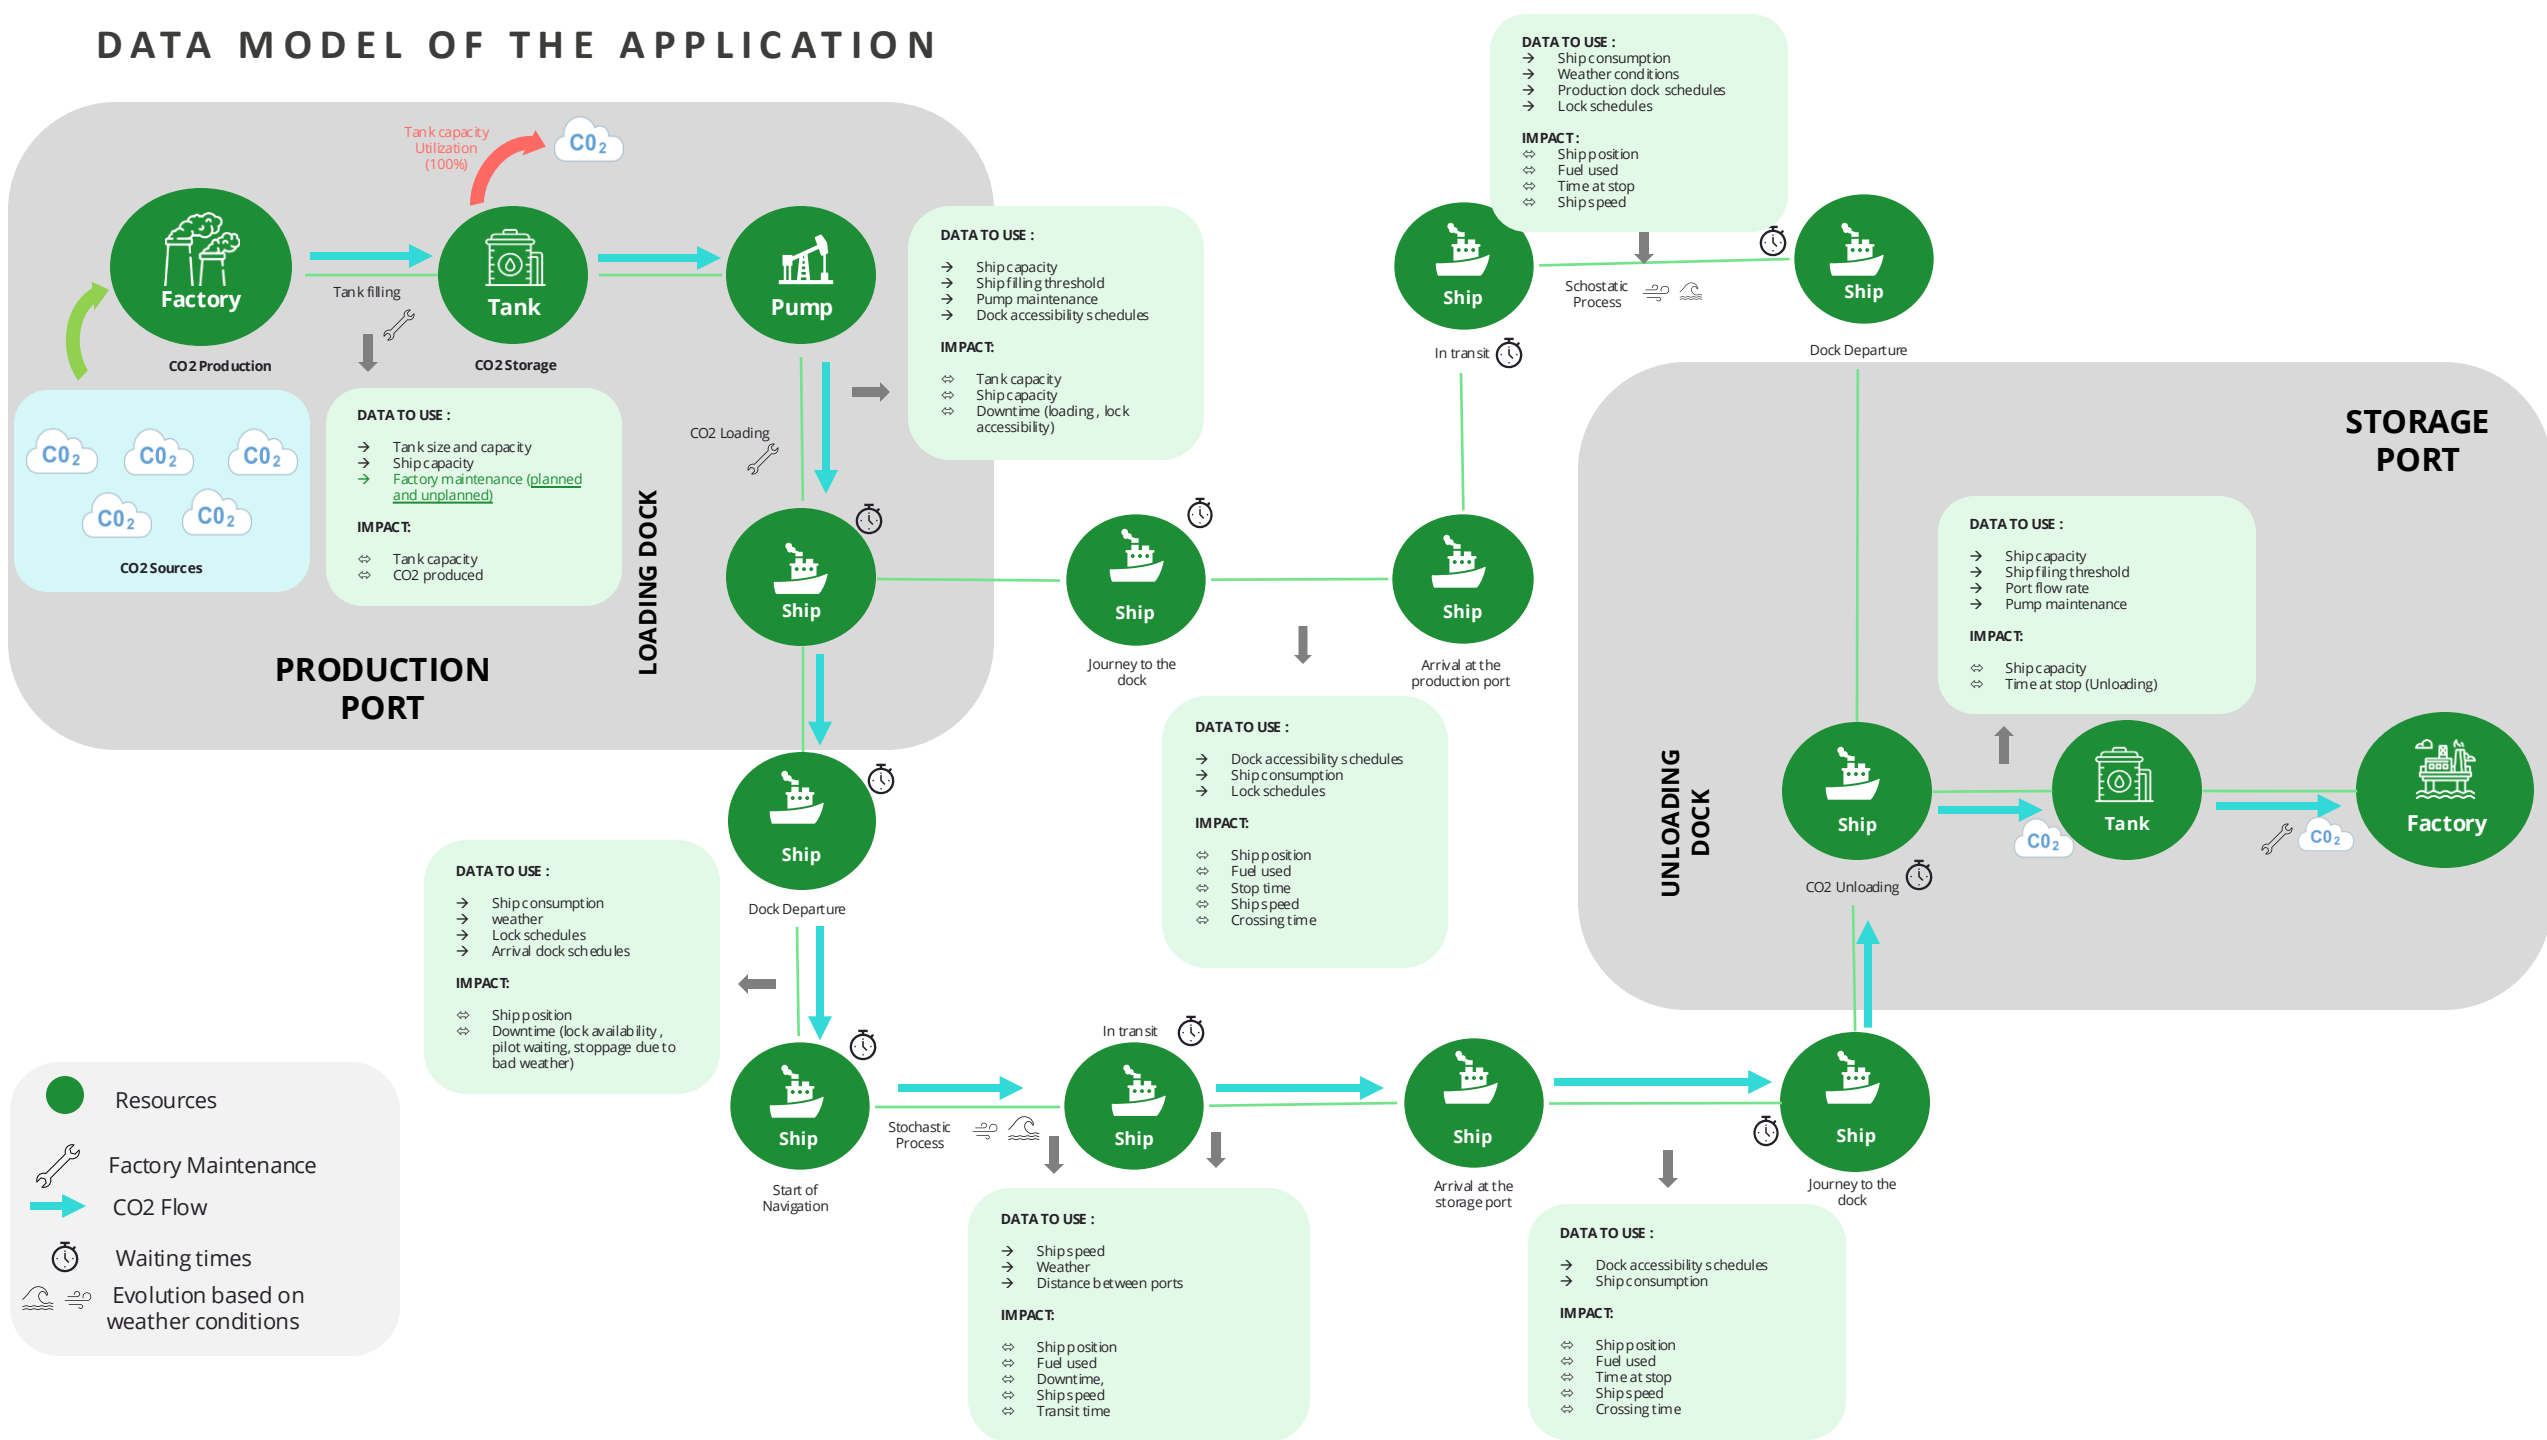 DATA MODEL OF THE APPLICATION
Tank capacity
Utilization
(100%)
C0₂
Factory
Tank
Pump
Tank filling
CO2 Production
CO2 Storage
C0₂
C0₂
C0₂
C0₂
C0₂
CO2 Sources
DATA TO USE :
Tank size and capacity
Ship capacity
Factory maintenance (planned
and unplanned)
IMPACT:
Tank capacity
CO2 produced
PRODUCTION
PORT
LOADING DOCK
CO2 Loading
DATA TO USE :
Ship capacity
Ship filling threshold
Pump maintenance
Dock accessibility schedules
IMPACT:
Tank capacity
Ship capacity
Downtime (loading , lock
accessibility)
Ship
Ship
Journey to the
dock
Ship
Arrival at the
production port
DATA TO USE :
Ship consumption
Weather conditions
Production dock schedules
Lock schedules
IMPACT :
Ship position
Fuel used
Time at stop
Ship speed
Ship
In transit
Schostatic
Process
Ship
Dock Departure
DATA TO USE :
Dock accessibility schedules
Ship consumption
Lock schedules
IMPACT:
Ship position
Fuel used
Stop time
Ship speed
Crossing time
STORAGE
PORT
DATA TO USE :
Ship capacity
Ship filing threshold
Port flow rate
Pump maintenance
IMPACT:
Ship capacity
Time at stop (Unloading)
UNLOADING
DOCK
Ship
CO2 Unloading
C0₂
Tank
C0₂
Factory
Ship
Dock Departure
DATA TO USE :
Ship consumption
weather
Lock schedules
Arrival dock schedules
IMPACT:
Ship position
Downtime (lock availability ,
pilot waiting, stoppage due to
bad weather)
Ship
Start of
Navigation
Stochastic
Process
In transit
Ship
Ship
Arrival at the
storage port
Ship
Journey to the
dock
DATA TO USE :
Ship speed
Weather
Distance between ports
IMPACT:
Ship position
Fuel used
Downtime,
Ship speed
Transit time
DATA TO USE :
Dock accessibility schedules
Ship consumption
IMPACT:
Ship position
Fuel used
Time at stop
Ship speed
Crossing time
Resources
Factory Maintenance
CO2 Flow
Waiting times
Evolution based on
weather conditions